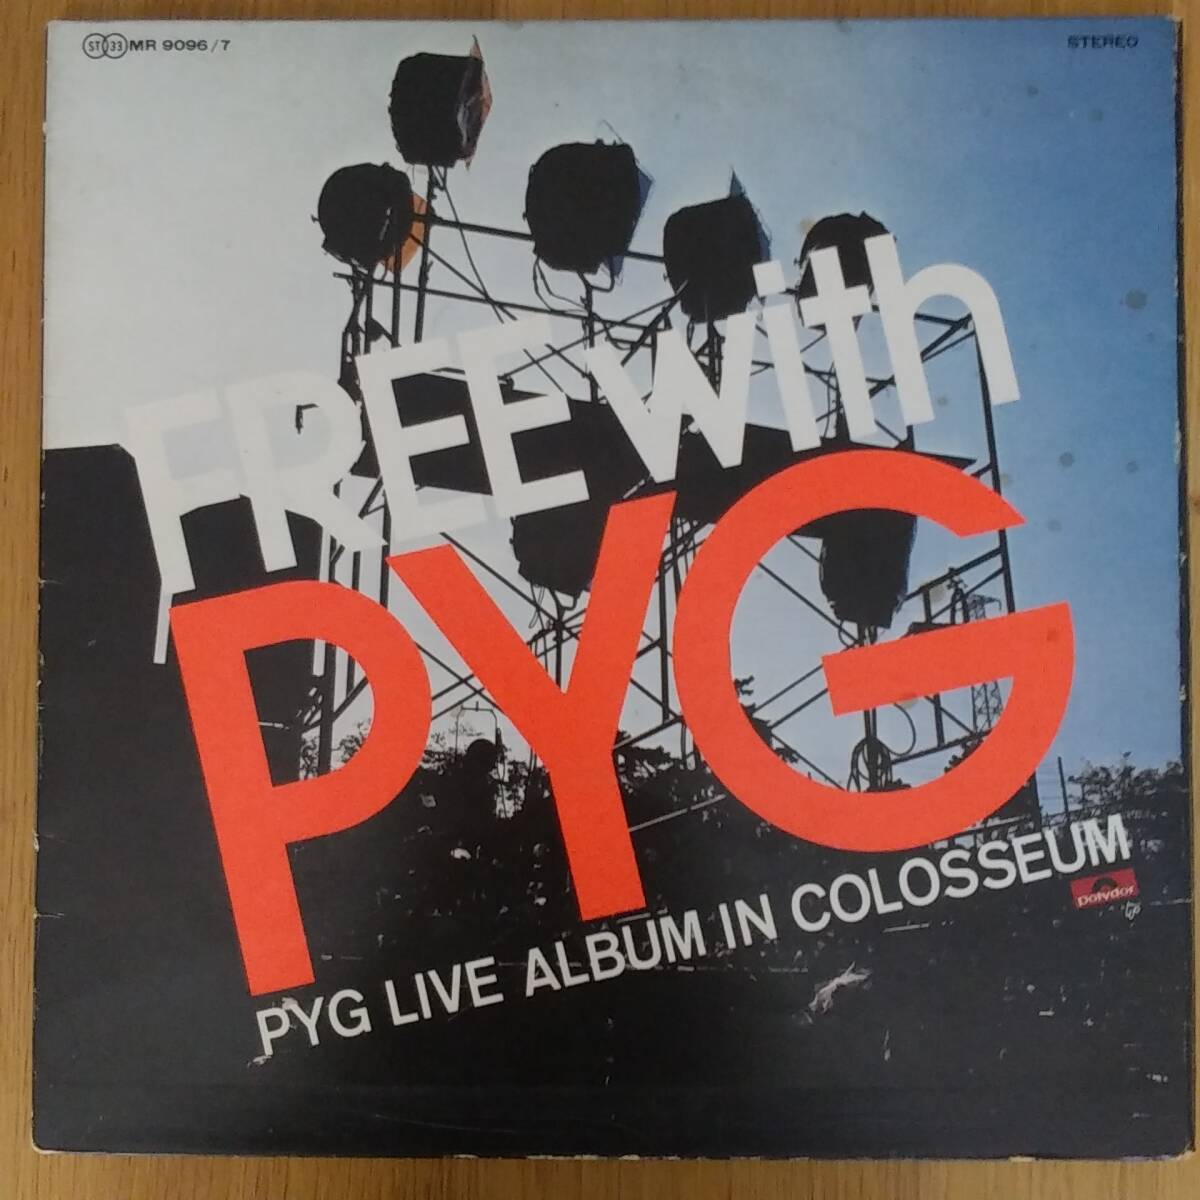 ST 33 MR 9096/7
STEREO
FREE with
PYG
PYG LIVE ALBUM IN COLOSSEUM
polydor